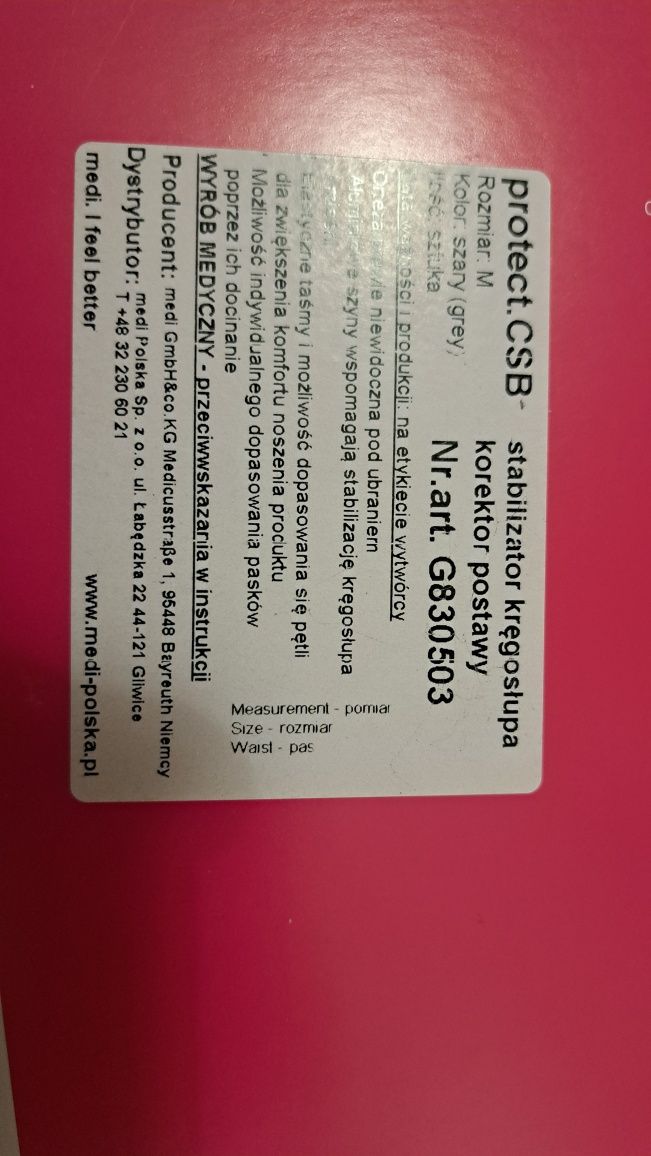 protect.CSB - stabilizator kręgosłupa
korektor postawy
Rozmiar: M
Kolor: szary (grey)
Nr.art. G830503
sztuka
ważności i produkcji: na etykiecie wytwórcy
niewidoczna pod ubraniem
szyny wspomagają stabilizację kręgosłupa
taśmy i możliwość dopasowania się pętli
dla zwiększenia komfortu noszenia produktu
Możliwość indywidualnego dopasowania pasków
poprzez ich docinanie
WYRÓB MEDYCZNY - przeciwwskazania w instrukcji
Producent: medi GmbH&co.KG Medicusstraße 1, 95448 Bayreuth Niemcy
Dystrybutor: medi Polska Sp. z o.o. ul. Łabędzka 22 44-121 Gliwice
T +48 32 230 60 21
medi. I feel better
www.medi-polska.pl
Measurement - pomiar
Size - rozmiar
Waist - pas